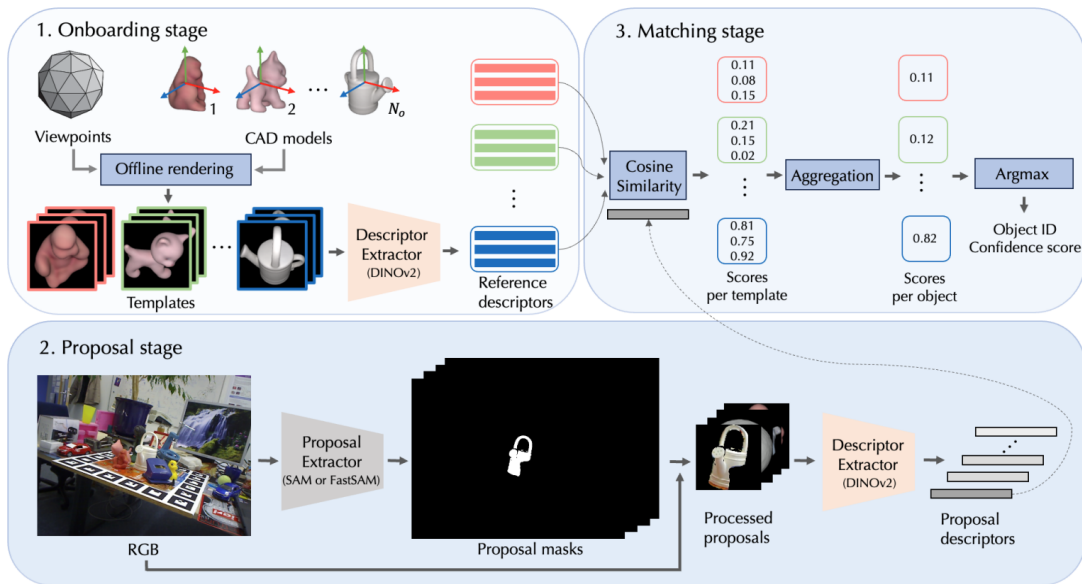 1. Onboarding stage
1
2
...
N_o
Viewpoints
CAD models
Offline rendering
...
Templates
Descriptor
Extractor
(DINOv2)
Reference
descriptors
3. Matching stage
Cosine
Similarity
0.11
0.08
0.15
0.21
0.15
0.02
0.81
0.75
0.92
Scores
per template
Aggregation
0.11
0.12
0.82
Scores
per object
Argmax
Object ID
Confidence score
2. Proposal stage
RGB
Proposal
Extractor
(SAM or FastSAM)
Proposal masks
Processed
proposals
Descriptor
Extractor
(DINOv2)
Proposal
descriptors